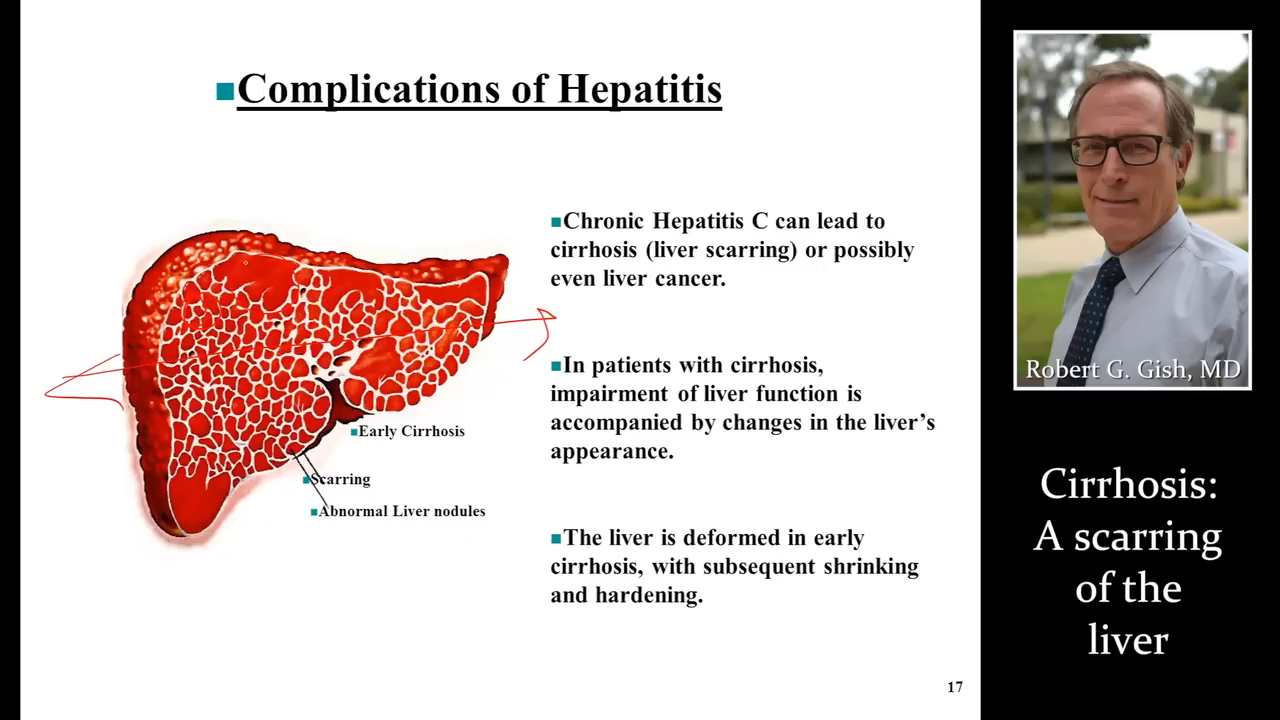 ■Complications of Hepatitis
■Chronic Hepatitis C can lead to
cirrhosis (liver scarring) or possibly
even liver cancer.
■In patients with cirrhosis,
impairment of liver function is
accompanied by changes in the liver’s
appearance.
■The liver is deformed in early
cirrhosis, with subsequent shrinking
and hardening.
■Early Cirrhosis
■Scarring
■Abnormal Liver nodules
17
Robert G. Gish, MD
Cirrhosis:
A scarring
of the
liver